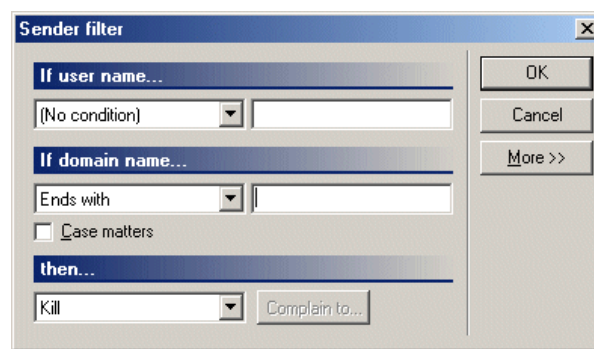 Sender filter
If user name...
OK
(No condition)
Cancel
If domain name...
More >>
Ends with
Case matters
then...
Kill
Complain to...